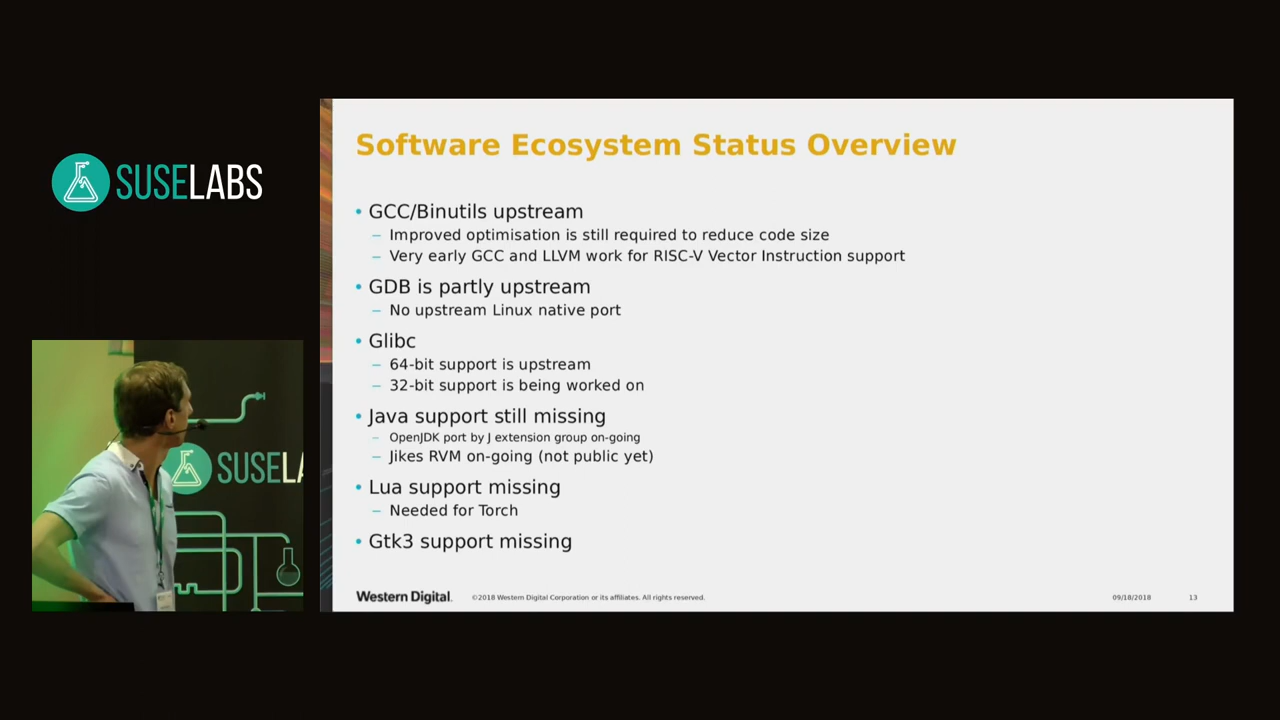 SUSELABS
Software Ecosystem Status Overview
• GCC/Binutils upstream
– Improved optimisation is still required to reduce code size
– Very early GCC and LLVM work for RISC-V Vector Instruction support
• GDB is partly upstream
– No upstream Linux native port
• Glibc
– 64-bit support is upstream
– 32-bit support is being worked on
• Java support still missing
– OpenJDK port by J extension group on-going
– Jikes RVM on-going (not public yet)
• Lua support missing
– Needed for Torch
• Gtk3 support missing
Western Digital. ©2018 Western Digital Corporation or its affiliates. All rights reserved. 09/18/2018 13
SUSELA